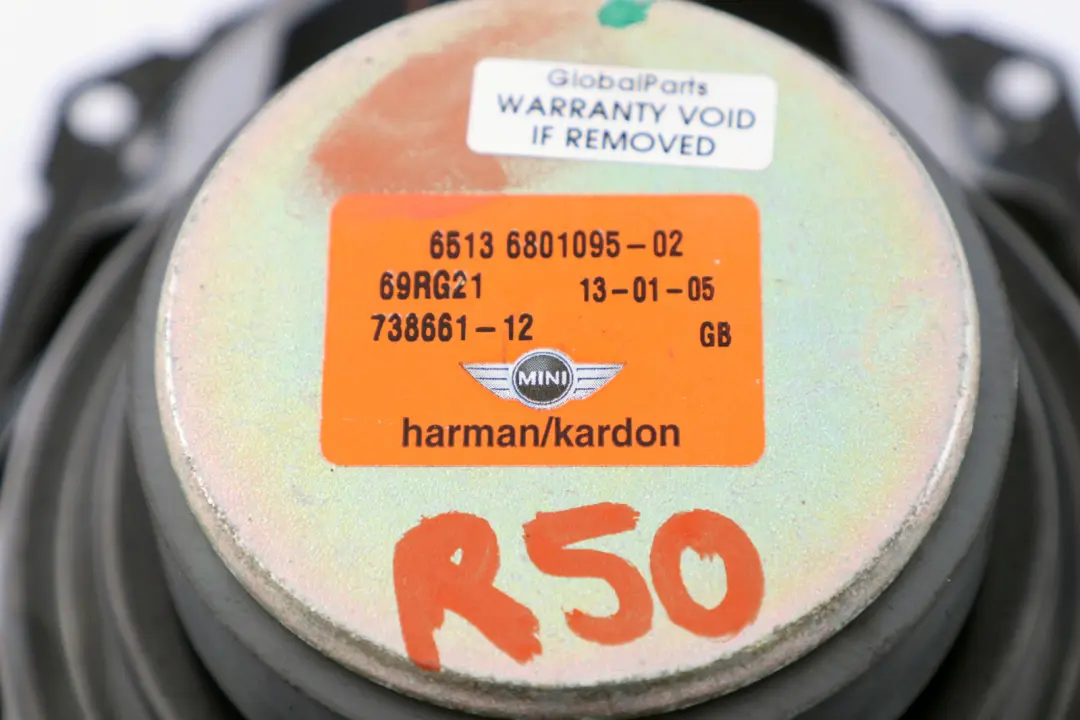 GlobalParts
WARRANTY VOID
IF REMOVED
6513 6801095-02
69RG21 13-01-05
738661-12 GB
MINI
harman/kardon
R50